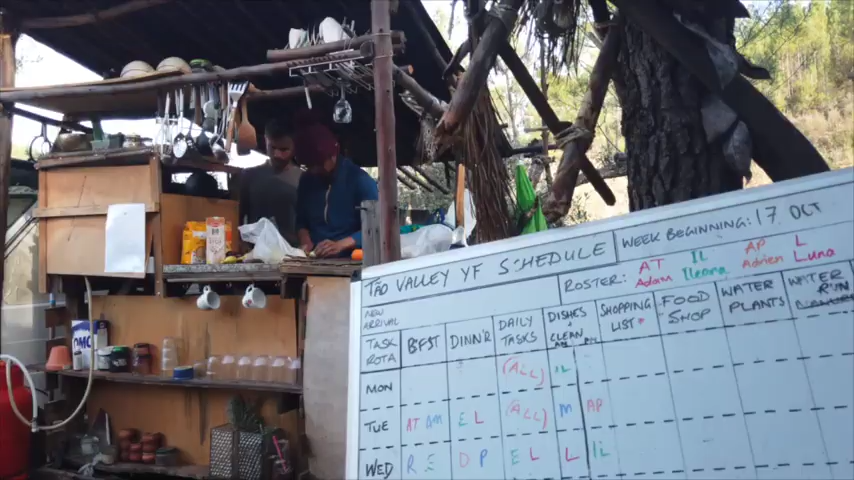 TAO VALLEY YF SCHEDULE
WEEK BEGINNING: 17 OCT
NEW ARRIVAL
ROSTER: AT Adam IL Ileana AP Adrien L Luna
TASK ROTA BFST DINN'R DAILY TASKS DISHES + CLEAN SHOPPING LIST* FOOD SHOP WATER PLANTS WATER RUN
MON (ALL) IL
TUE AT AM E L (ALL) M AP
WED R E D P E L L IL
OMO